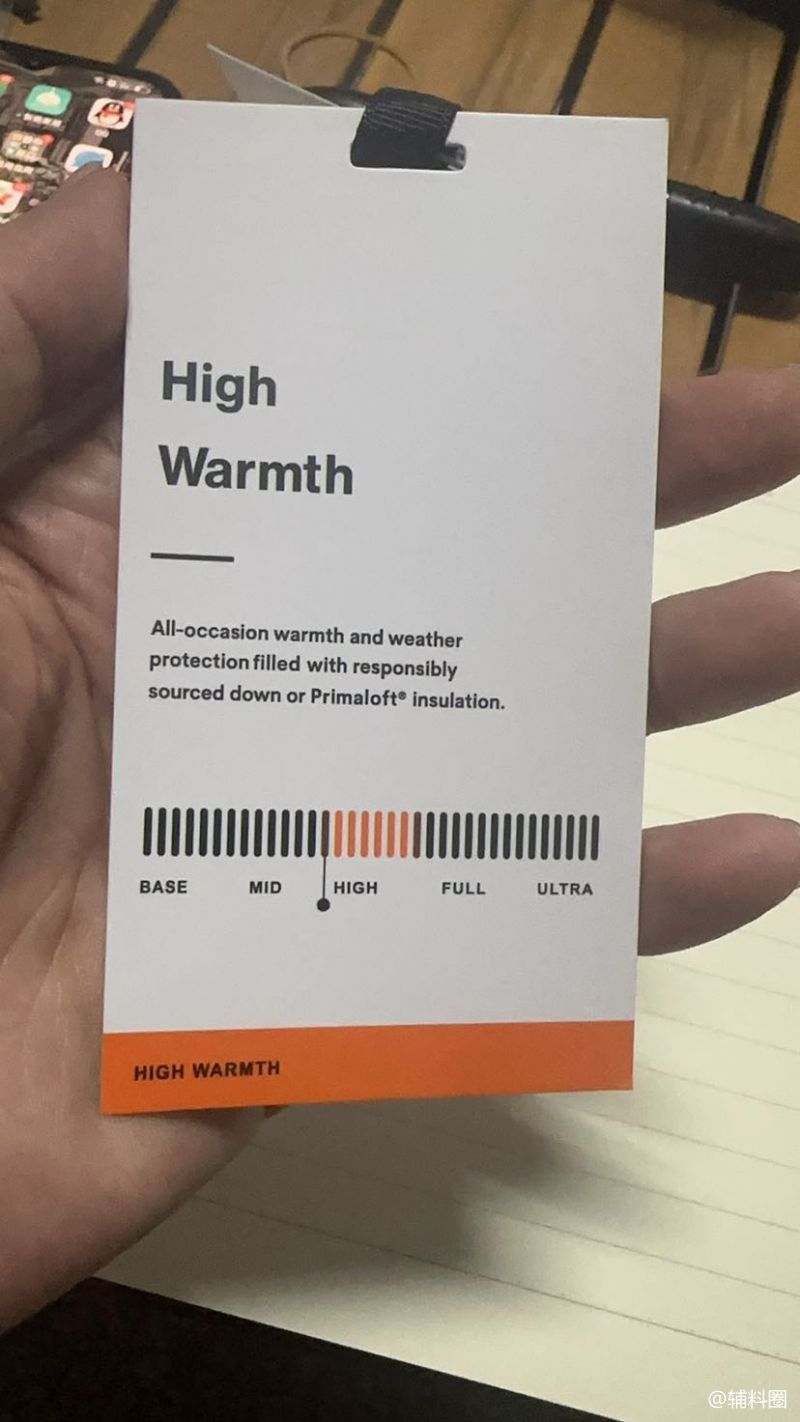 High
Warmth
All-occasion warmth and weather
protection filled with responsibly
sourced down or Primaloft® insulation.
BASE MID HIGH FULL ULTRA
HIGH WARMTH
@辅料圈